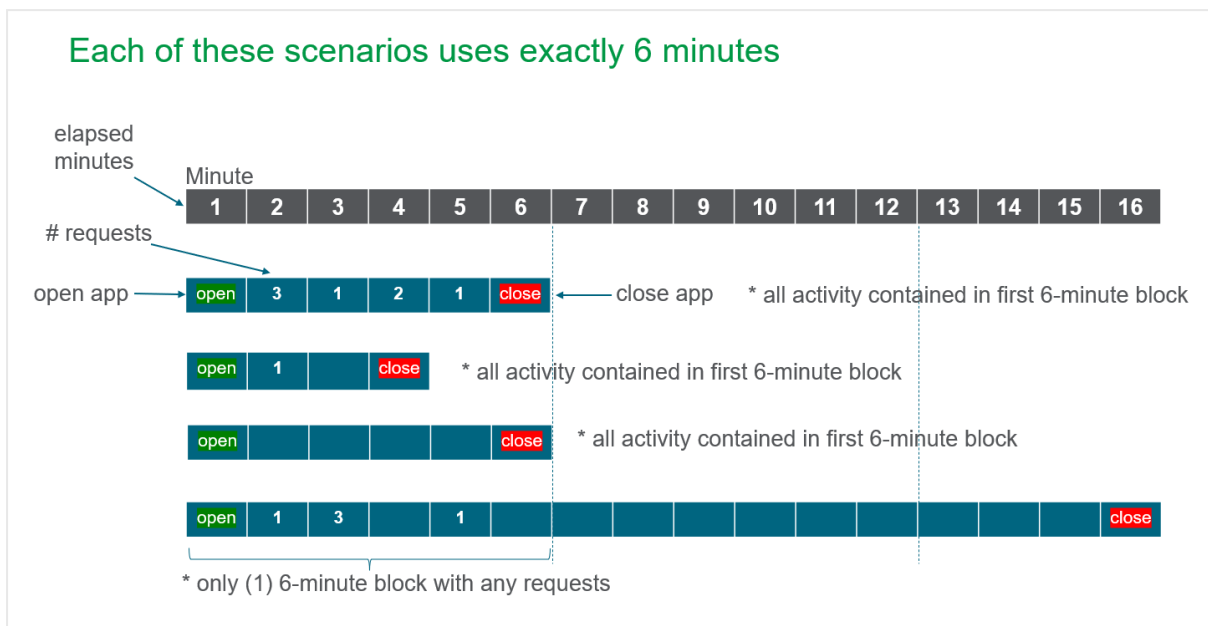 Each of these scenarios uses exactly 6 minutes
elapsed
minutes
Minute
1 2 3 4 5 6 7 8 9 10 11 12 13 14 15 16
# requests
open app
open 3 1 2 1 close
close app
* all activity contained in first 6-minute block
open 1 close
* all activity contained in first 6-minute block
open close
* all activity contained in first 6-minute block
open 1 3 1 close
* only (1) 6-minute block with any requests